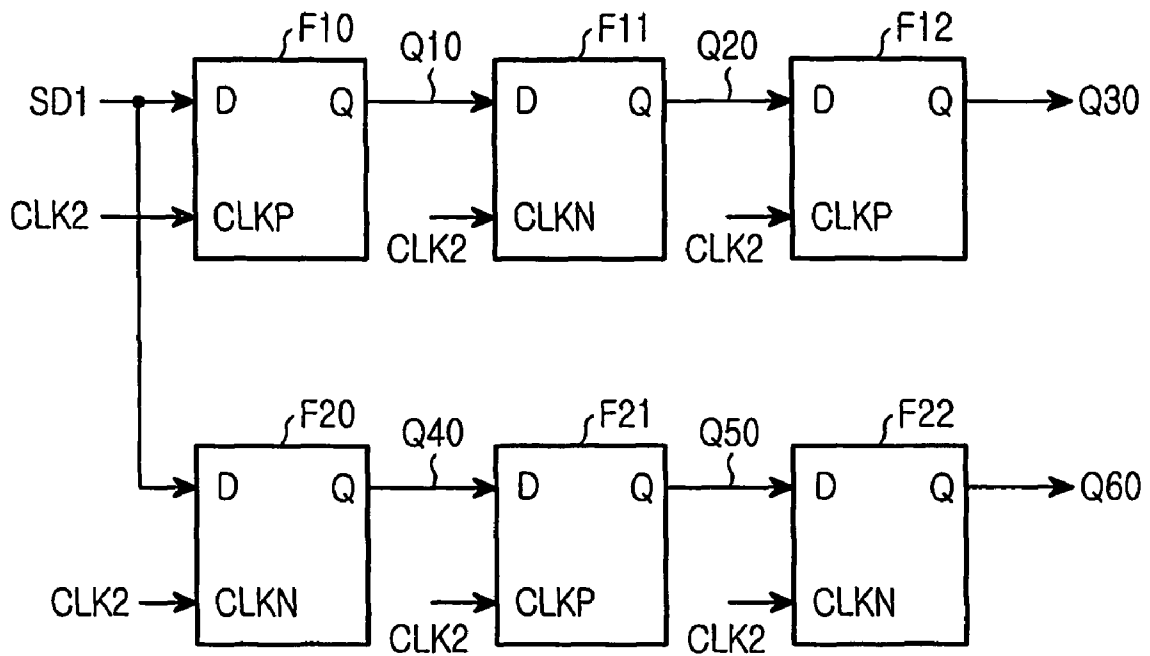 F10
Q10
F11
Q20
F12
SD1
D
Q
D
Q
D
Q
Q30
CLK2
CLKP
CLK2
CLKN
CLK2
CLKP
F20
Q40
F21
Q50
F22
D
Q
D
Q
D
Q
Q60
CLK2
CLKN
CLK2
CLKP
CLK2
CLKN